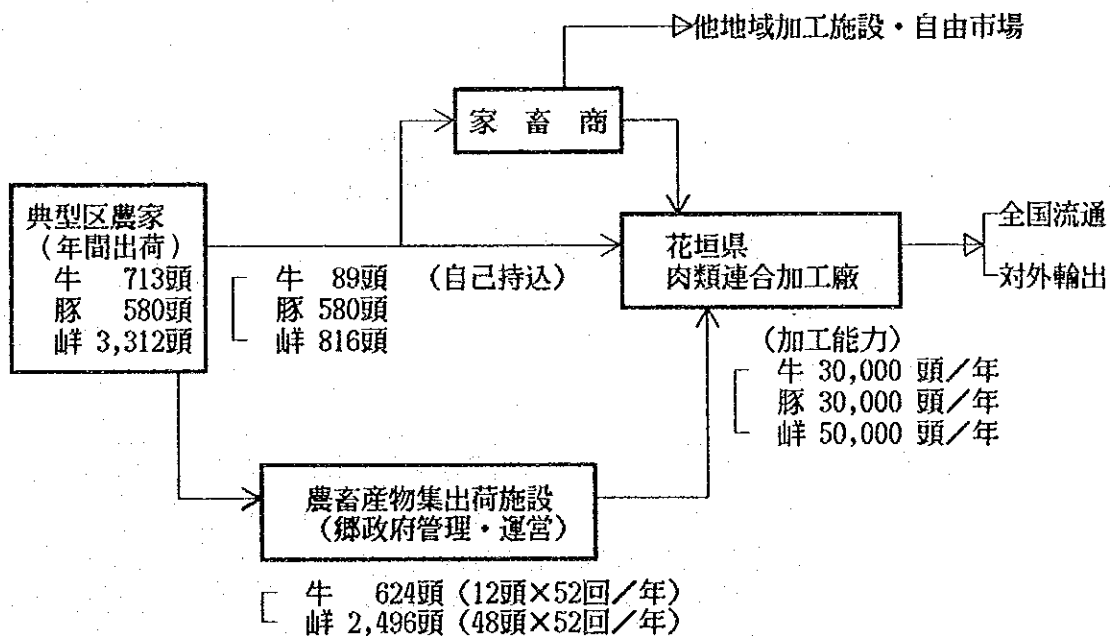 他地域加工施設・自由市場
家畜商
典型区農家
(年間出荷)
牛 713頭
豚 580頭
山羊 3,312頭
牛 89頭 (自己持込)
豚 580頭
山羊 816頭
花垣県
肉類連合加工廠
全国流通
対外輸出
(加工能力)
牛 30,000 頭/年
豚 30,000 頭/年
山羊 50,000 頭/年
農畜産物集出荷施設
(郷政府管理・運営)
牛 624頭 (12頭×52回/年)
山羊 2,496頭 (48頭×52回/年)